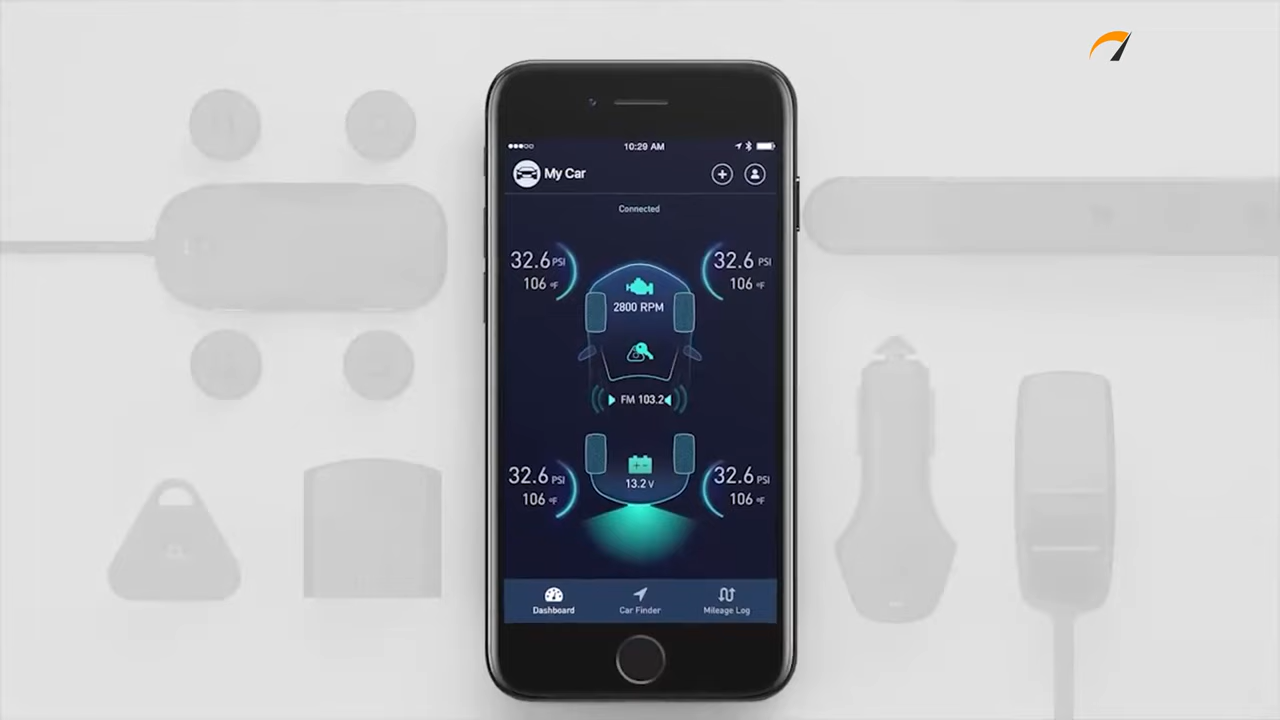 10:29 AM
My Car
Connected
32.6 PSI
106 °F
32.6 PSI
106 °F
2800 RPM
FM 103.2
32.6 PSI
106 °F
13.2 V
32.6 PSI
106 °F
Dashboard
Car Finder
Mileage Log